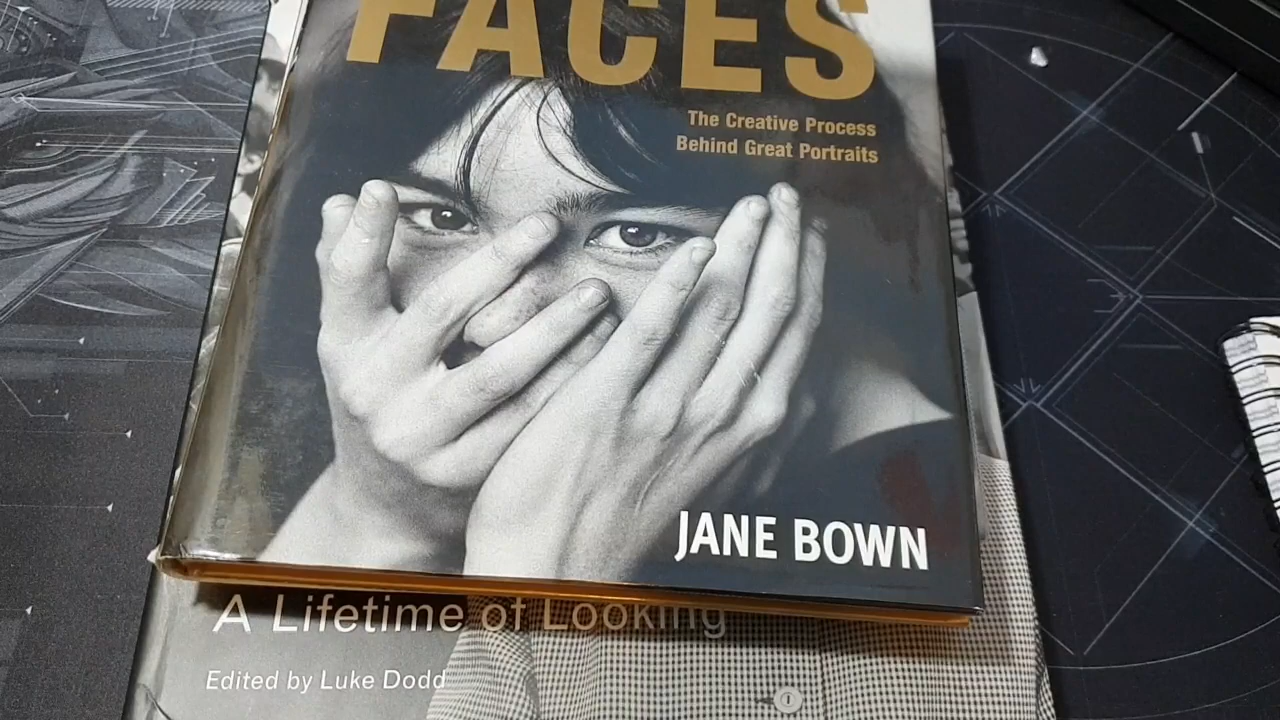 FACES
The Creative Process
Behind Great Portraits
JANE BOWN
A Lifetime of Looking
Edited by Luke Dodd